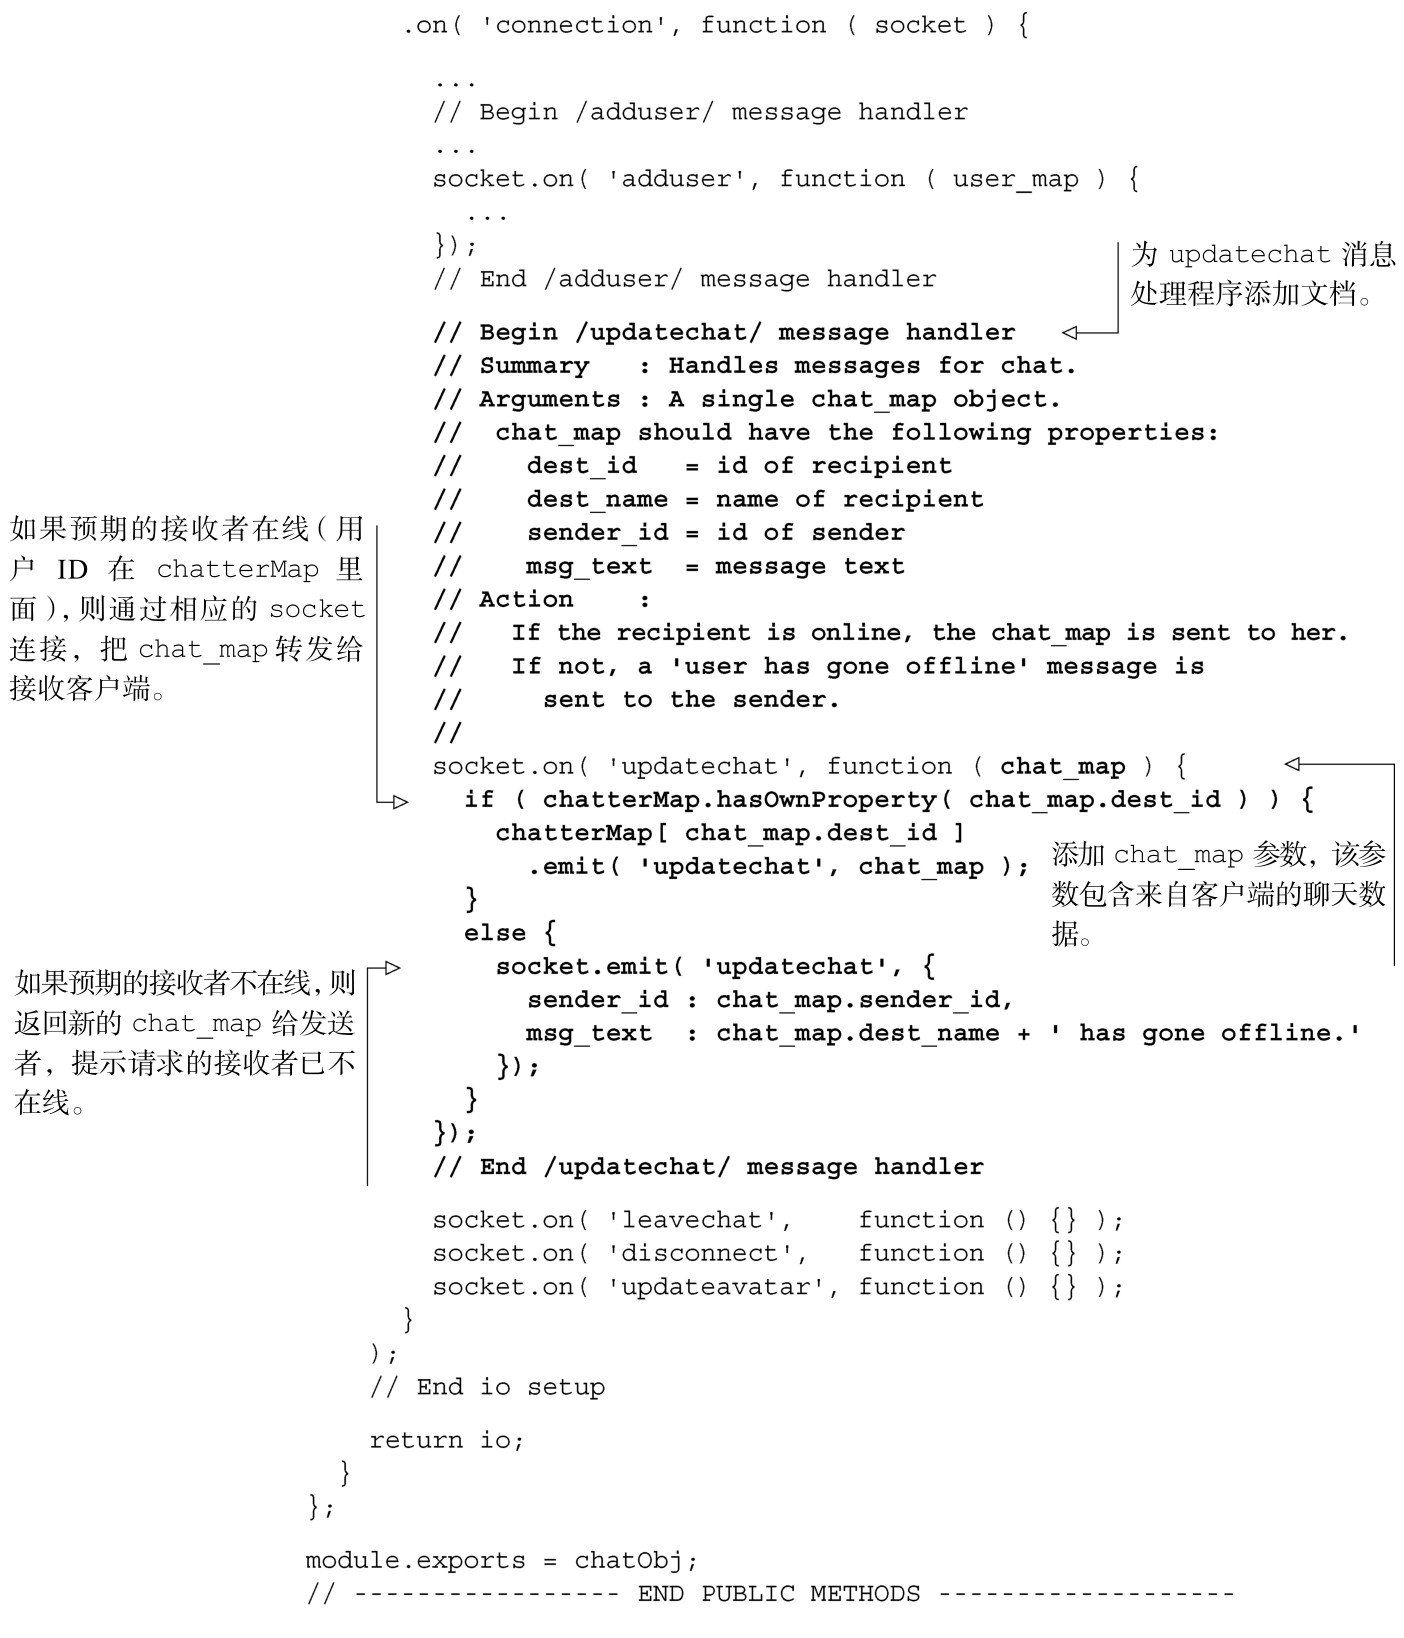 .on( 'connection', function ( socket ) {
...
// Begin /adduser/ message handler
...
socket.on( 'adduser', function ( user_map ) {
...
});
// End /adduser/ message handler
为 updatechat 消息
处理程序添加文档。
// Begin /updatechat/ message handler
// Summary   : Handles messages for chat.
// Arguments : A single chat_map object.
//  chat_map should have the following properties:
//    dest_id   = id of recipient
//    dest_name = name of recipient
//    sender_id = id of sender
//    msg_text  = message text
// Action    :
//   If the recipient is online, the chat_map is sent to her.
//   If not, a 'user has gone offline' message is
//     sent to the sender.
//
如果预期的接收者在线（用
户 ID 在 chatterMap 里
面），则通过相应的 socket
连接，把 chat_map 转发给
接收客户端。
socket.on( 'updatechat', function ( chat_map ) {
if ( chatterMap.hasOwnProperty( chat_map.dest_id ) ) {
chatterMap[ chat_map.dest_id ]
.emit( 'updatechat', chat_map );
}
添加 chat_map 参数，该参
数包含来自客户端的聊天数
据。
else {
socket.emit( 'updatechat', {
sender_id : chat_map.sender_id,
msg_text  : chat_map.dest_name + ' has gone offline.'
});
}
});
// End /updatechat/ message handler
如果预期的接收者不在线，则
返回新的 chat_map 给发送
者，提示请求的接收者已不
在线。
socket.on( 'leavechat',    function () {} );
socket.on( 'disconnect',   function () {} );
socket.on( 'updateavatar', function () {} );
}
);
// End io setup
return io;
}
};
module.exports = chatObj;
// ----------------- END PUBLIC METHODS -------------------